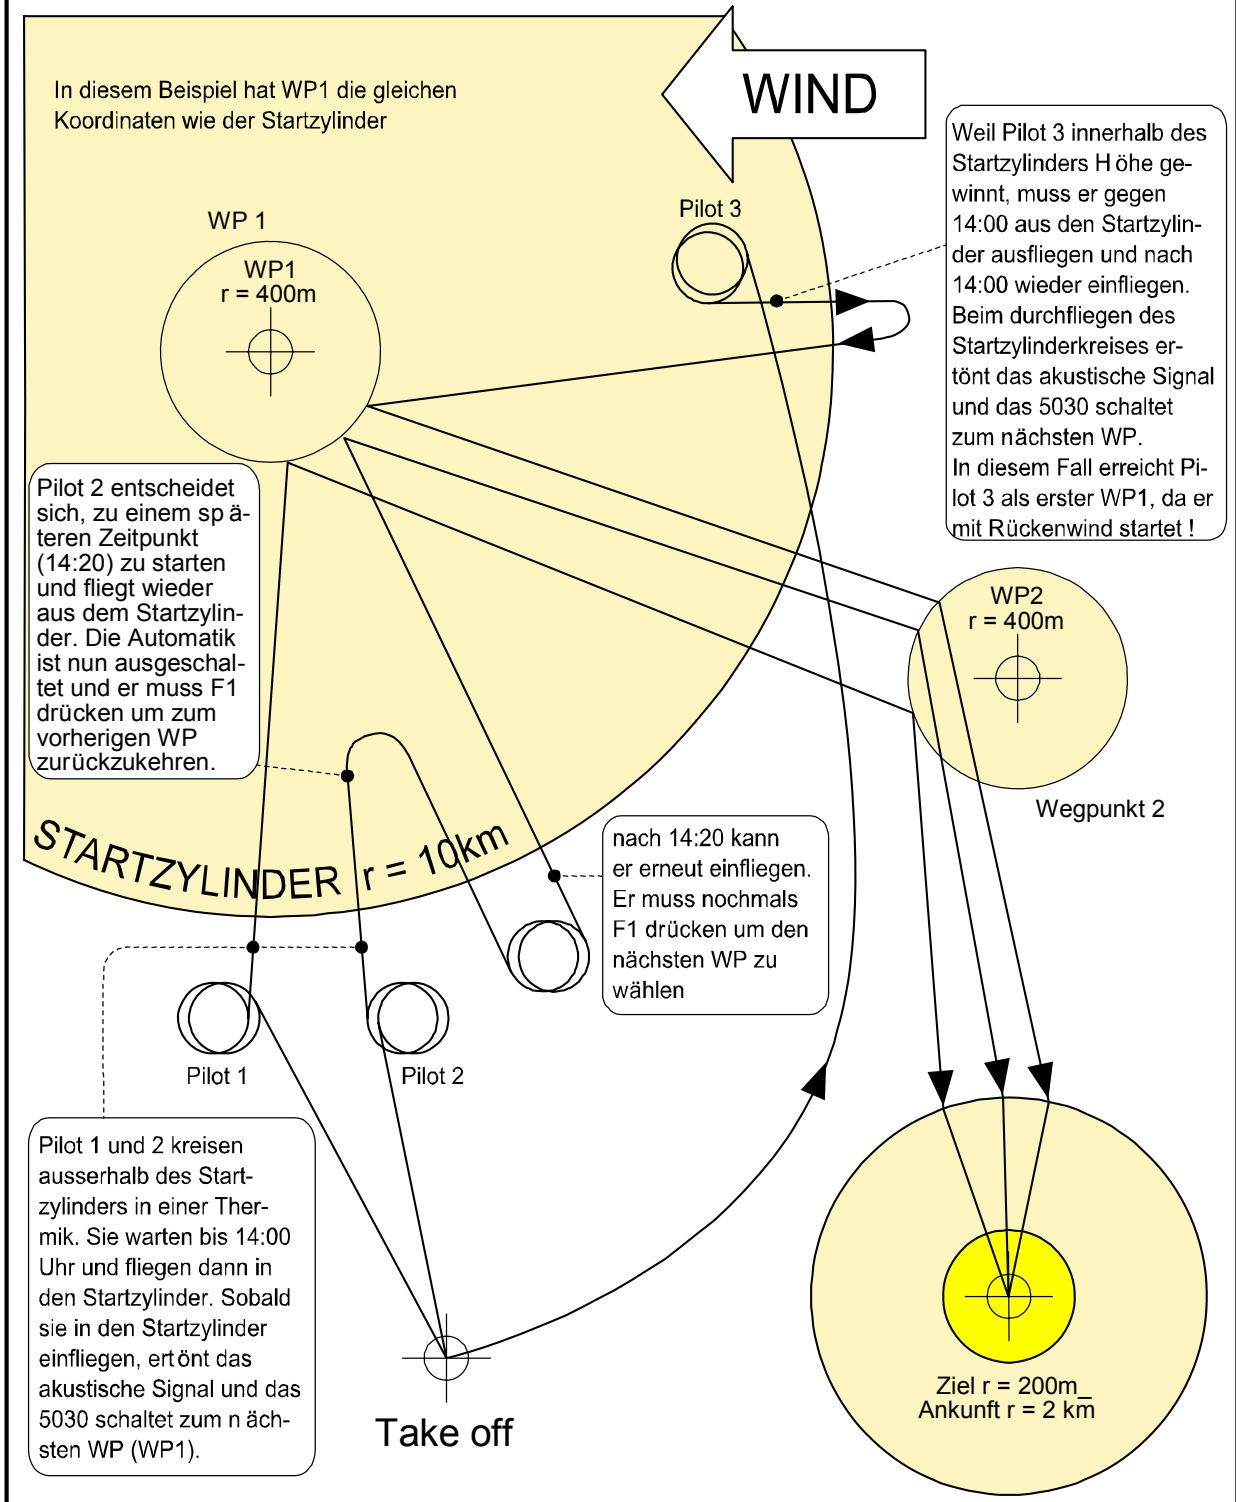 In diesem Beispiel hat WP1 die gleichen
Koordinaten wie der Startzylinder
WIND
Weil Pilot 3 innerhalb des
Startzylinders Höhe ge-
winnt, muss er gegen
14:00 aus den Startzylin-
der ausfliegen und nach
14:00 wieder einfliegen.
Beim durchfliegen des
Startzylinderkreises er-
tönt das akustische Signal
und das 5030 schaltet
zum nächsten WP.
In diesem Fall erreicht Pi-
lot 3 als erster WP1, da er
mit Rückenwind startet !
Pilot 3
WP 1
WP1
r = 400m
Pilot 2 entscheidet
sich, zu einem spä-
teren Zeitpunkt
(14:20) zu starten
und fliegt wieder
aus dem Startzylin-
der. Die Automatik
ist nun ausgeschal-
tet und er muss F1
drücken um zum
vorherigen WP
zurückzukehren.
WP2
r = 400m
Wegpunkt 2
STARTZYLINDER r = 10km
nach 14:20 kann
er erneut einfliegen.
Er muss nochmals
F1 drücken um den
nächsten WP zu
wählen
Pilot 1
Pilot 2
Pilot 1 und 2 kreisen
ausserhalb des Start-
zylinders in einer Ther-
mik. Sie warten bis 14:00
Uhr und fliegen dann in
den Startzylinder. Sobald
sie in den Startzylinder
einfliegen, ertönt das
akustische Signal und das
5030 schaltet zum näch-
sten WP (WP1).
Take off
Ziel r = 200m_
Ankunft r = 2 km